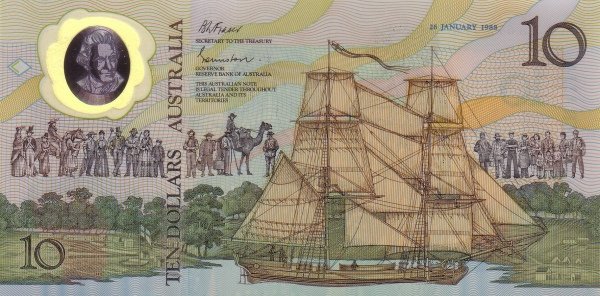 SECRETARY TO THE TREASURY
GOVERNOR
RESERVE BANK OF AUSTRALIA
THIS AUSTRALIAN NOTE
IS LEGAL TENDER THROUGHOUT
AUSTRALIA AND ITS
TERRITORIES
26 JANUARY 1988
10
TEN DOLLARS AUSTRALIA
10